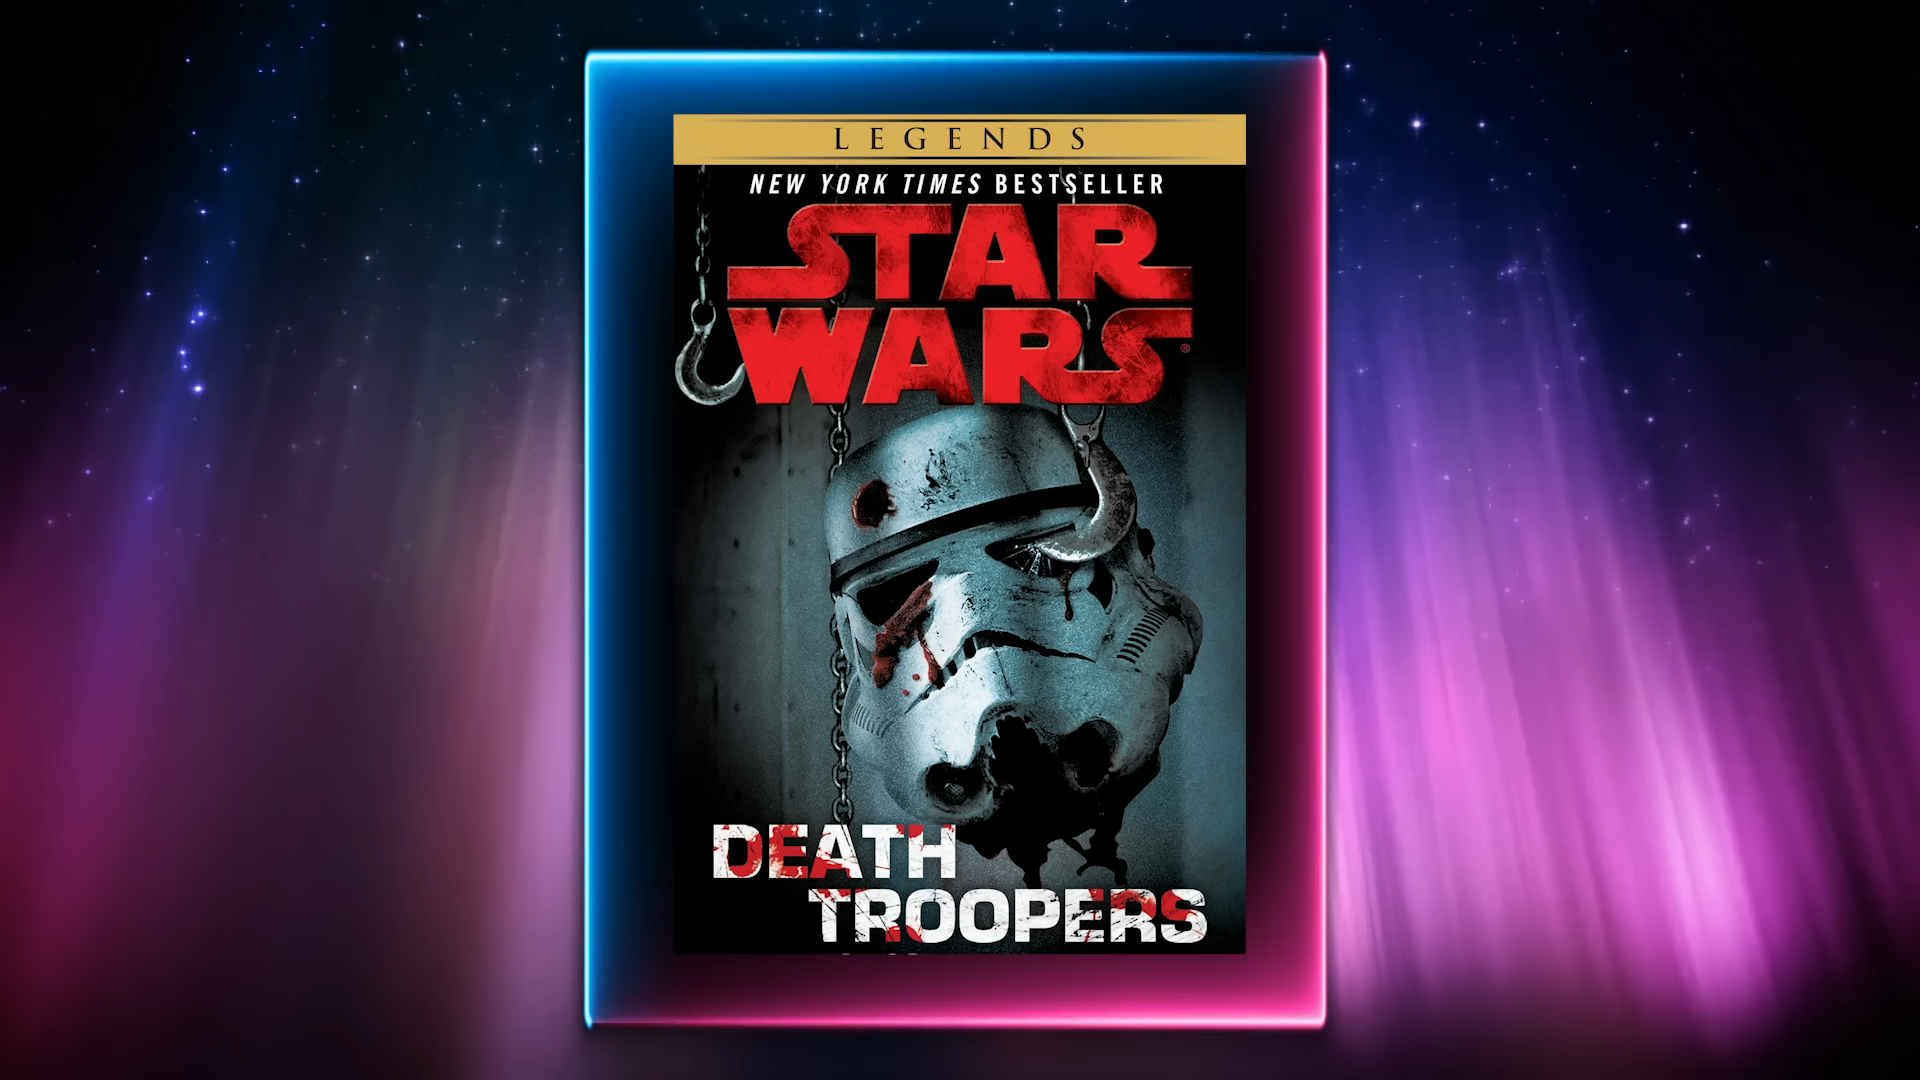 LEGENDS
NEW YORK TIMES BESTSELLER
STAR
WARS®
DEATH
TROOPERS